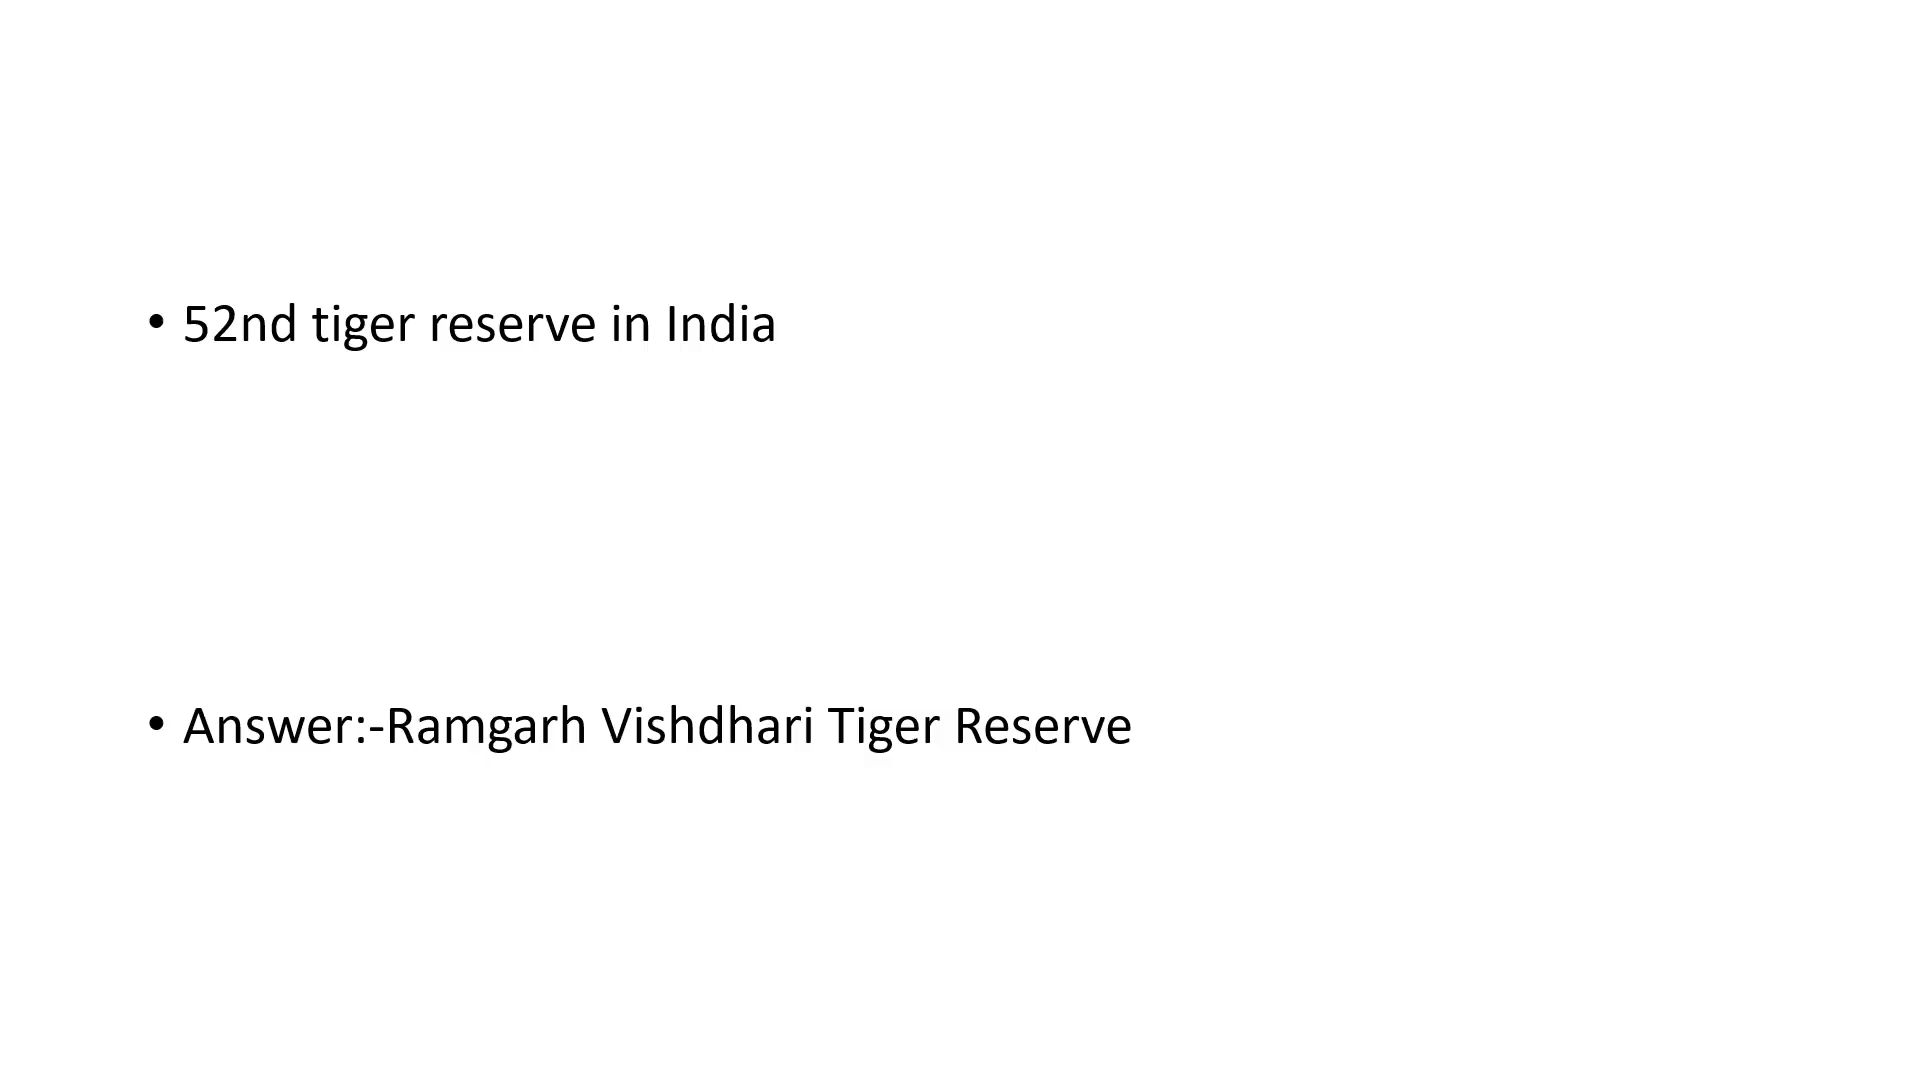 • 52nd tiger reserve in India
• Answer:-Ramgarh Vishdhari Tiger Reserve